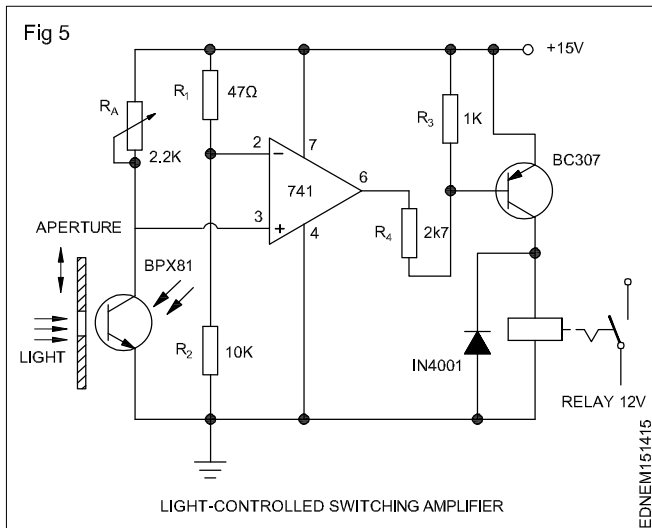 Fig 5
+15V
R1
47Ω
RA
2.2K
R3
1K
BC307
2
7
741
6
3
4
R4
2k7
APERTURE
BPX81
LIGHT
R2
10K
IN4001
RELAY 12V
LIGHT-CONTROLLED SWITCHING AMPLIFIER
EDNEM151415